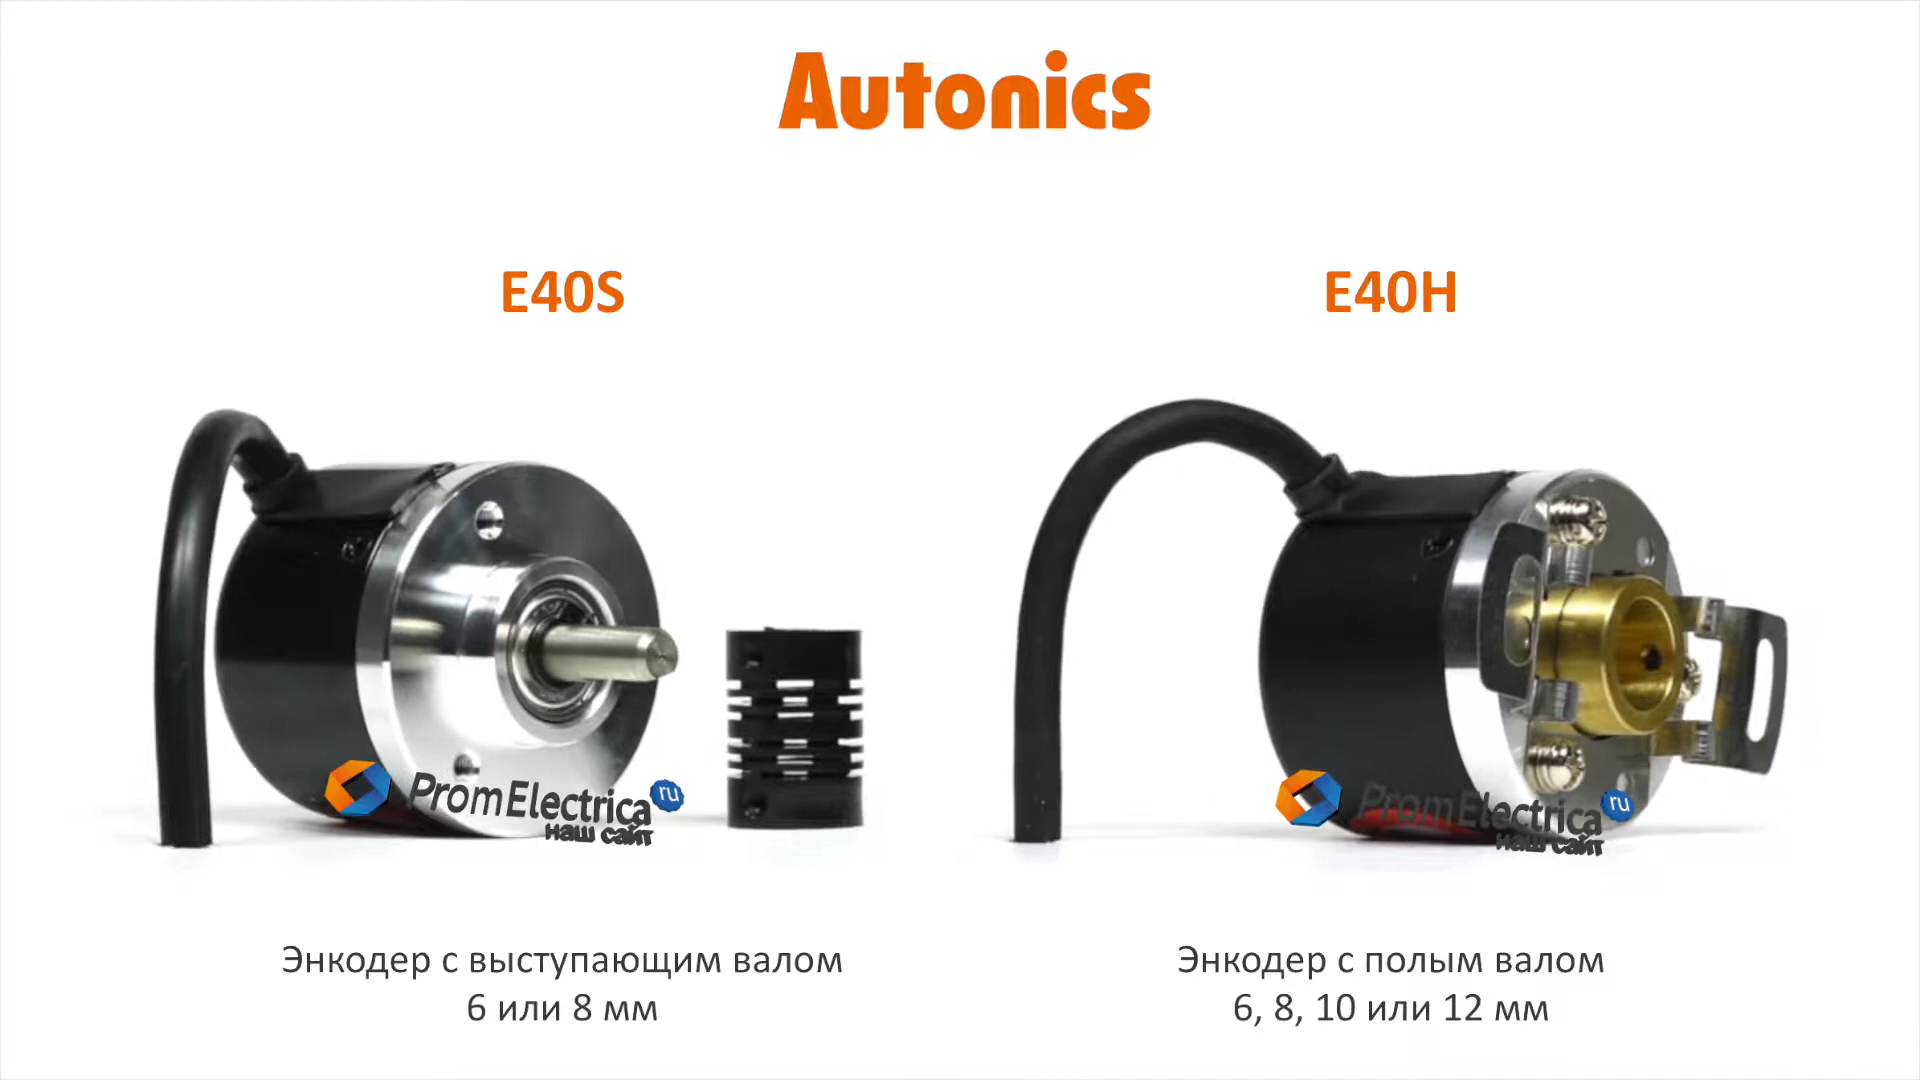 Autonics
E40S
E40H
PromElectrica ru
наш сайт
PromElectrica ru
наш сайт
Энкодер с выступающим валом
6 или 8 мм
Энкодер с полым валом
6, 8, 10 или 12 мм